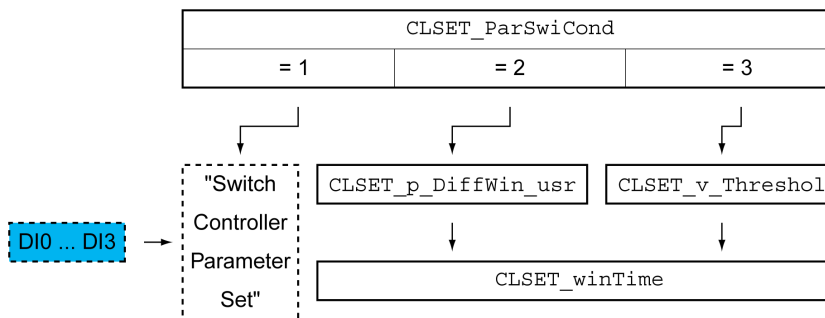 CLSET_ParSwiCond
= 1 = 2 = 3
"Switch
Controller
Parameter
Set"
CLSET_p_DiffWin_usr
CLSET_v_Threshol
DI0 ... DI3
CLSET_winTime